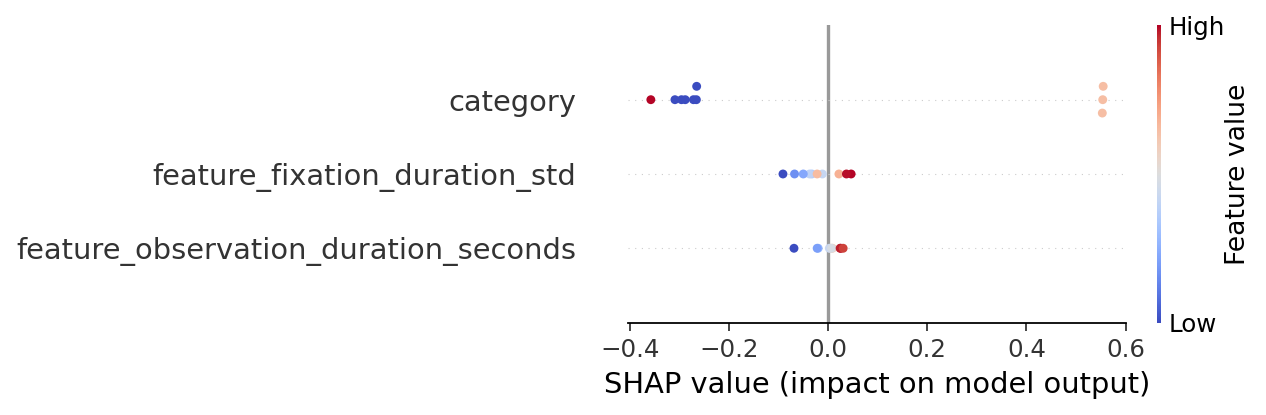 High
category
feature_fixation_duration_std
feature_observation_duration_seconds
Feature value
Low
−0.4 −0.2 0.0 0.2 0.4 0.6
SHAP value (impact on model output)